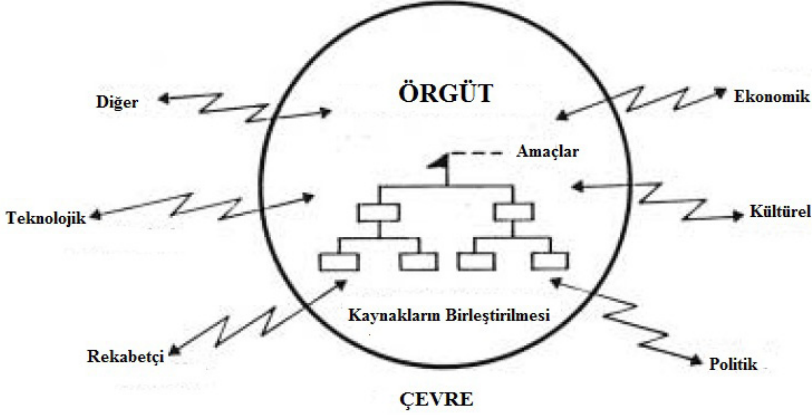 ÖRGÜT
Diğer
Ekonomik
Amaçlar
Teknolojik
Kültürel
Kaynakların Birleştirilmesi
Rekabetçi
Politik
ÇEVRE